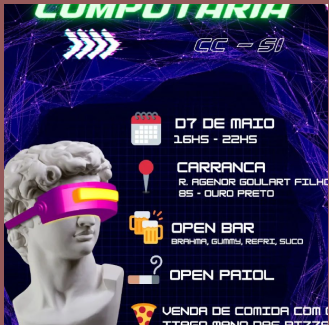 COMPUTARIA
CC - SI
07 DE MAIO
16HS - 22HS
CARRANCA
R. AGENOR GOULART FILHO
85 - OURO PRETO
OPEN BAR
BRAHMA, GUMMY, REFRI, SUCO
OPEN PAIOL
VENDA DE COMIDA COM